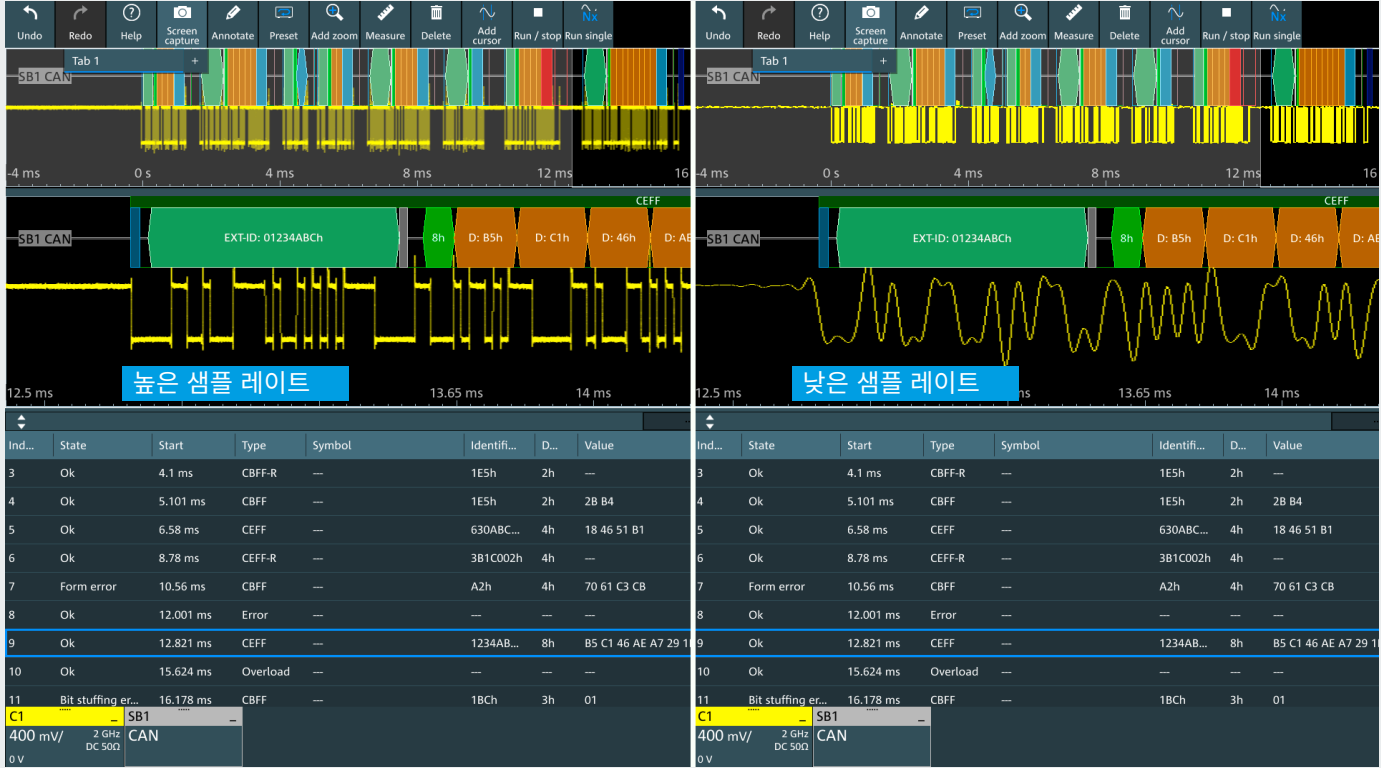 Undo Redo Help Screen capture Annotate Preset Add zoom Measure Delete Add cursor Run / stop Nx Run single
Tab 1 +
SB1 CAN
-4 ms 0 s 4 ms 8 ms 12 ms 16
CEFF
SB1 CAN EXT-ID: 01234ABCh 8h D: B5h D: C1h D: 46h D: AE
높은 샘플 레이트
12.5 ms 13.65 ms 14 ms
Ind... State Start Type Symbol Identifi... D... Value
3 Ok 4.1 ms CBFF-R --- 1E5h 2h ---
4 Ok 5.101 ms CBFF --- 1E5h 2h 2B B4
5 Ok 6.58 ms CEFF --- 630ABC... 4h 18 46 51 B1
6 Ok 8.78 ms CEFF-R --- 3B1C002h 4h ---
7 Form error 10.56 ms CBFF --- A2h 4h 70 61 C3 CB
8 Ok 12.001 ms Error --- --- --- ---
9 Ok 12.821 ms CEFF --- 1234AB... 8h B5 C1 46 AE A7 29
10 Ok 15.624 ms Overload --- --- --- ---
11 Bit stuffing er... 16.178 ms CBFF --- 1BCh 3h 01
C1 SB1
400 mV/ 2 GHz CAN
DC 50Ω
0 V
Undo Redo Help Screen capture Annotate Preset Add zoom Measure Delete Add cursor Run / stop Nx Run single
Tab 1 +
SB1 CAN
-4 ms 0 s 4 ms 8 ms 12 ms 16
CEFF
SB1 CAN EXT-ID: 01234ABCh 8h D: B5h D: C1h D: 46h D: AE
낮은 샘플 레이트
12.5 ms ms 13.65 ms 14 ms
Ind... State Start Type Symbol Identifi... D... Value
3 Ok 4.1 ms CBFF-R --- 1E5h 2h ---
4 Ok 5.101 ms CBFF --- 1E5h 2h 2B B4
5 Ok 6.58 ms CEFF --- 630ABC... 4h 18 46 51 B1
6 Ok 8.78 ms CEFF-R --- 3B1C002h 4h ---
7 Form error 10.56 ms CBFF --- A2h 4h 70 61 C3 CB
8 Ok 12.001 ms Error --- --- --- ---
9 Ok 12.821 ms CEFF --- 1234AB... 8h B5 C1 46 AE A7 29
10 Ok 15.624 ms Overload --- --- --- ---
11 Bit stuffing er... 16.178 ms CBFF --- 1BCh 3h 01
C1 SB1
400 mV/ 2 GHz CAN
DC 50Ω
0 V